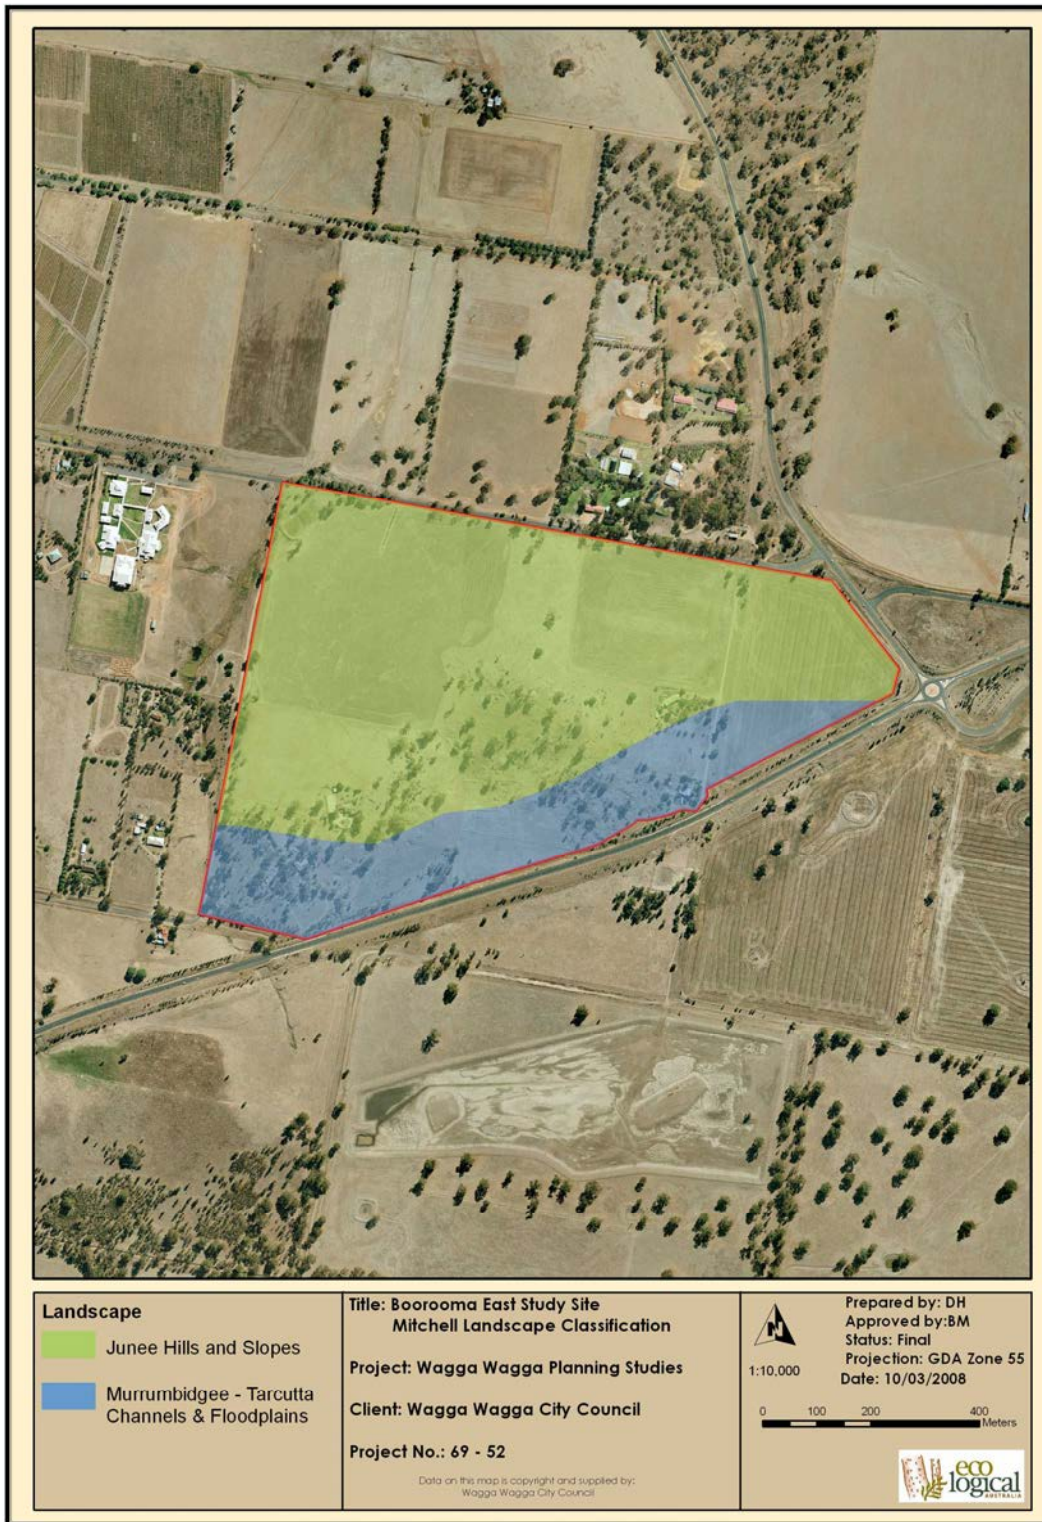 Landscape
Junee Hills and Slopes
Murrumbidgee - Tarcutta
Channels & Floodplains
Title: Boorooma East Study Site
Mitchell Landscape Classification
Project: Wagga Wagga Planning Studies
Client: Wagga Wagga City Council
Project No.: 69 - 52
Data on this map is copyright and supplied by:
Wagga Wagga City Council
N
1:10,000
Prepared by: DH
Approved by:BM
Status: Final
Projection: GDA Zone 55
Date: 10/03/2008
0 100 200 400
Meters
eco
logical
AUSTRALIA